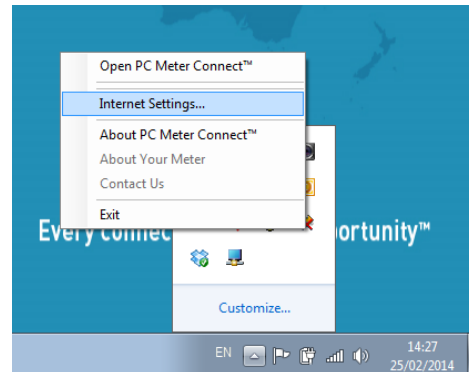 Open PC Meter Connect™
Internet Settings...
About PC Meter Connect™
About Your Meter
Contact Us
Exit
Every connec ortunity™
Customize...
EN
14:27
25/02/2014